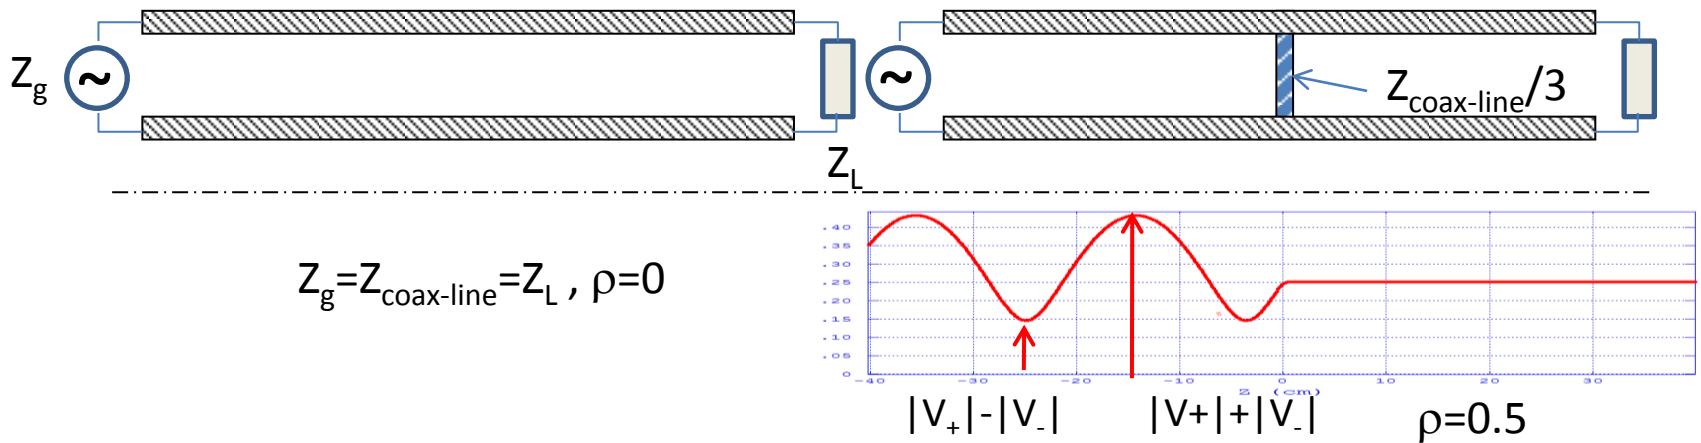 Zg
~
~
Zcoax-line/3
ZL
Zg=Zcoax-line=ZL , ρ=0
.40
.35
.30
.25
.20
.15
.10
.05
0
-40 -30 -20 -10 0 10 20 30
Z (cm)
|V+|-|V-| |V+|+|V-| ρ=0.5